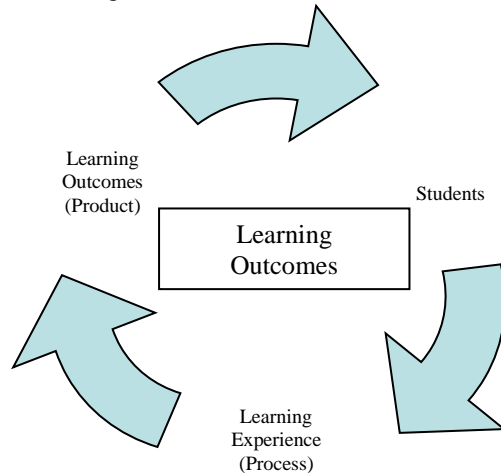 Learning
Outcomes
(Product)
Students
Learning
Outcomes
Learning
Experience
(Process)